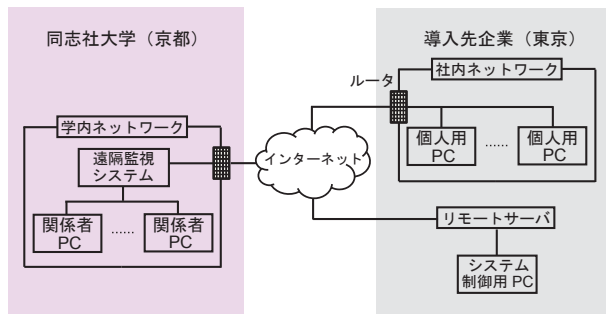 同志社大学（京都）
学内ネットワーク
遠隔監視
システム
関係者
PC
......
関係者
PC
インターネット
導入先企業（東京）
ルータ
社内ネットワーク
個人用
PC
......
個人用
PC
リモートサーバ
システム
制御用 PC